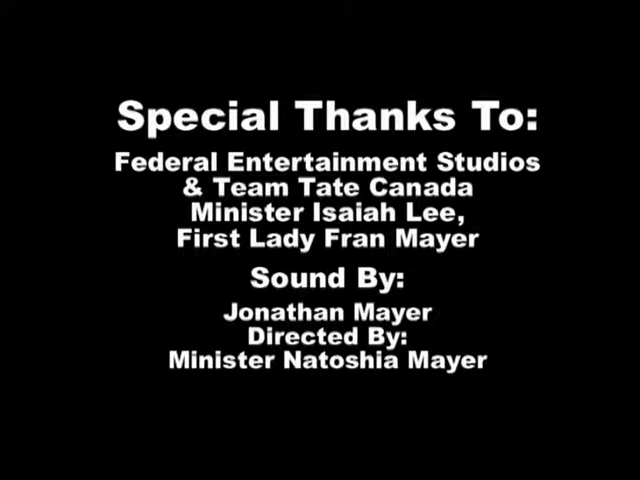 Special Thanks To:
Federal Entertainment Studios
& Team Tate Canada
Minister Isaiah Lee,
First Lady Fran Mayer
Sound By:
Jonathan Mayer
Directed By:
Minister Natoshia Mayer